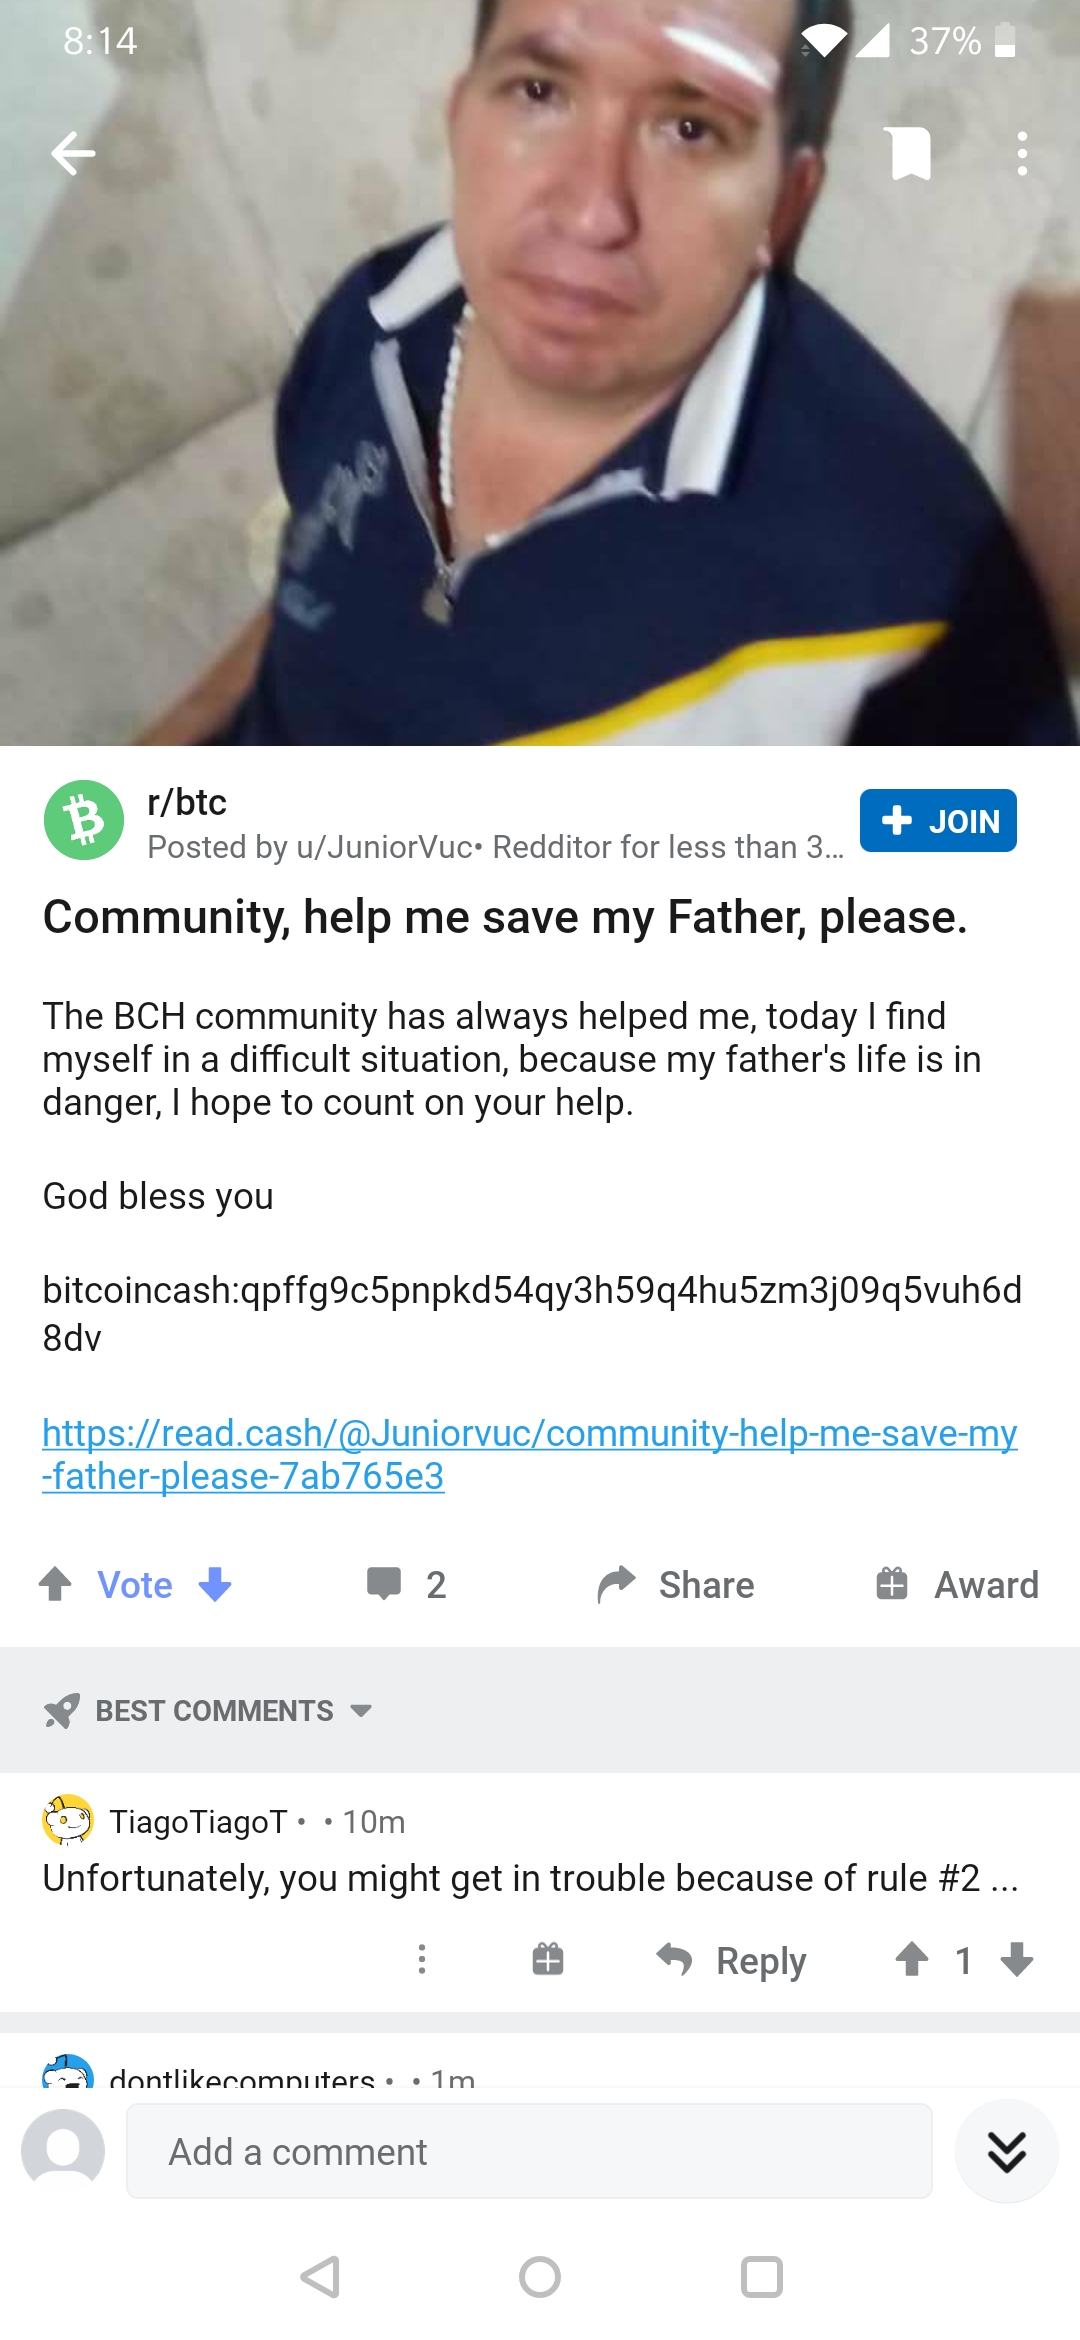 8:14
37%
r/btc
Posted by u/JuniorVuc• Redditor for less than 3...
+ JOIN
Community, help me save my Father, please.
The BCH community has always helped me, today I find
myself in a difficult situation, because my father's life is in
danger, I hope to count on your help.
God bless you
bitcoincash:qpffg9c5pnpkd54qy3h59q4hu5zm3j09q5vuh6d
8dv
https://read.cash/@Juniorvuc/community-help-me-save-my
-father-please-7ab765e3
Vote 2 Share Award
BEST COMMENTS
TiagoTiagoT • • 10m
Unfortunately, you might get in trouble because of rule #2 ...
Reply 1
dontlikecomputers • • 1m
Add a comment